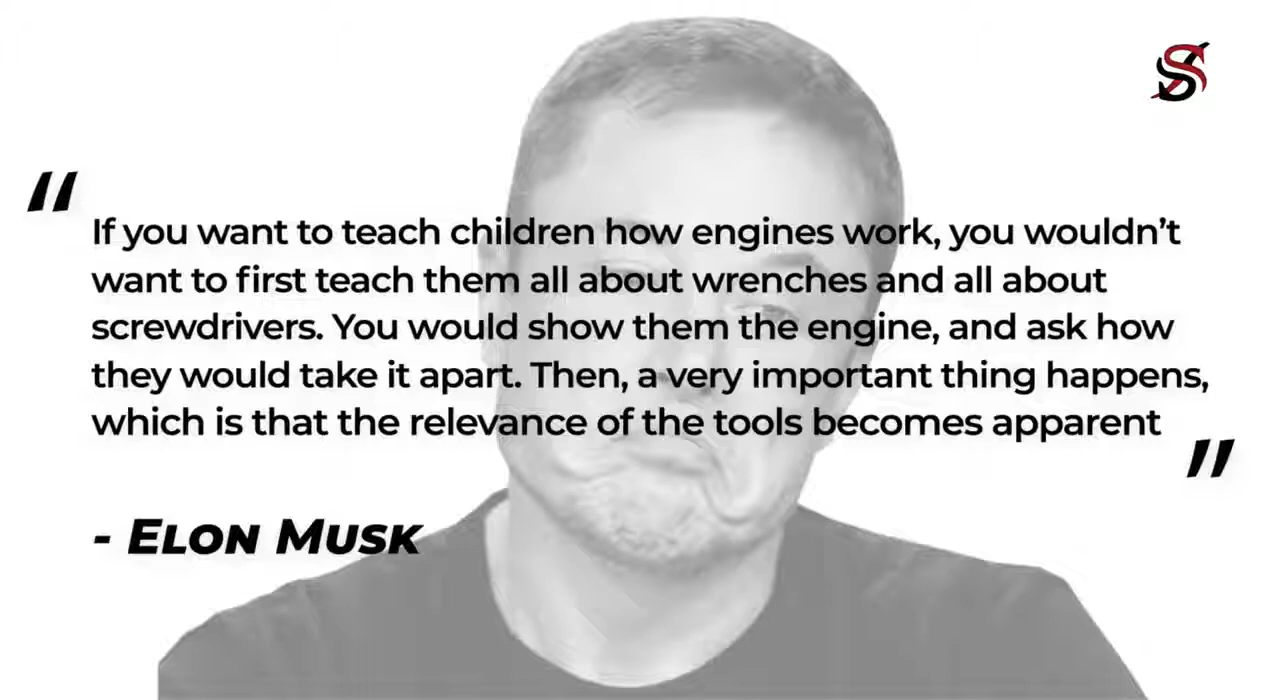 "
If you want to teach children how engines work, you wouldn’t
want to first teach them all about wrenches and all about
screwdrivers. You would show them the engine, and ask how
they would take it apart. Then, a very important thing happens,
which is that the relevance of the tools becomes apparent
"
- Elon Musk